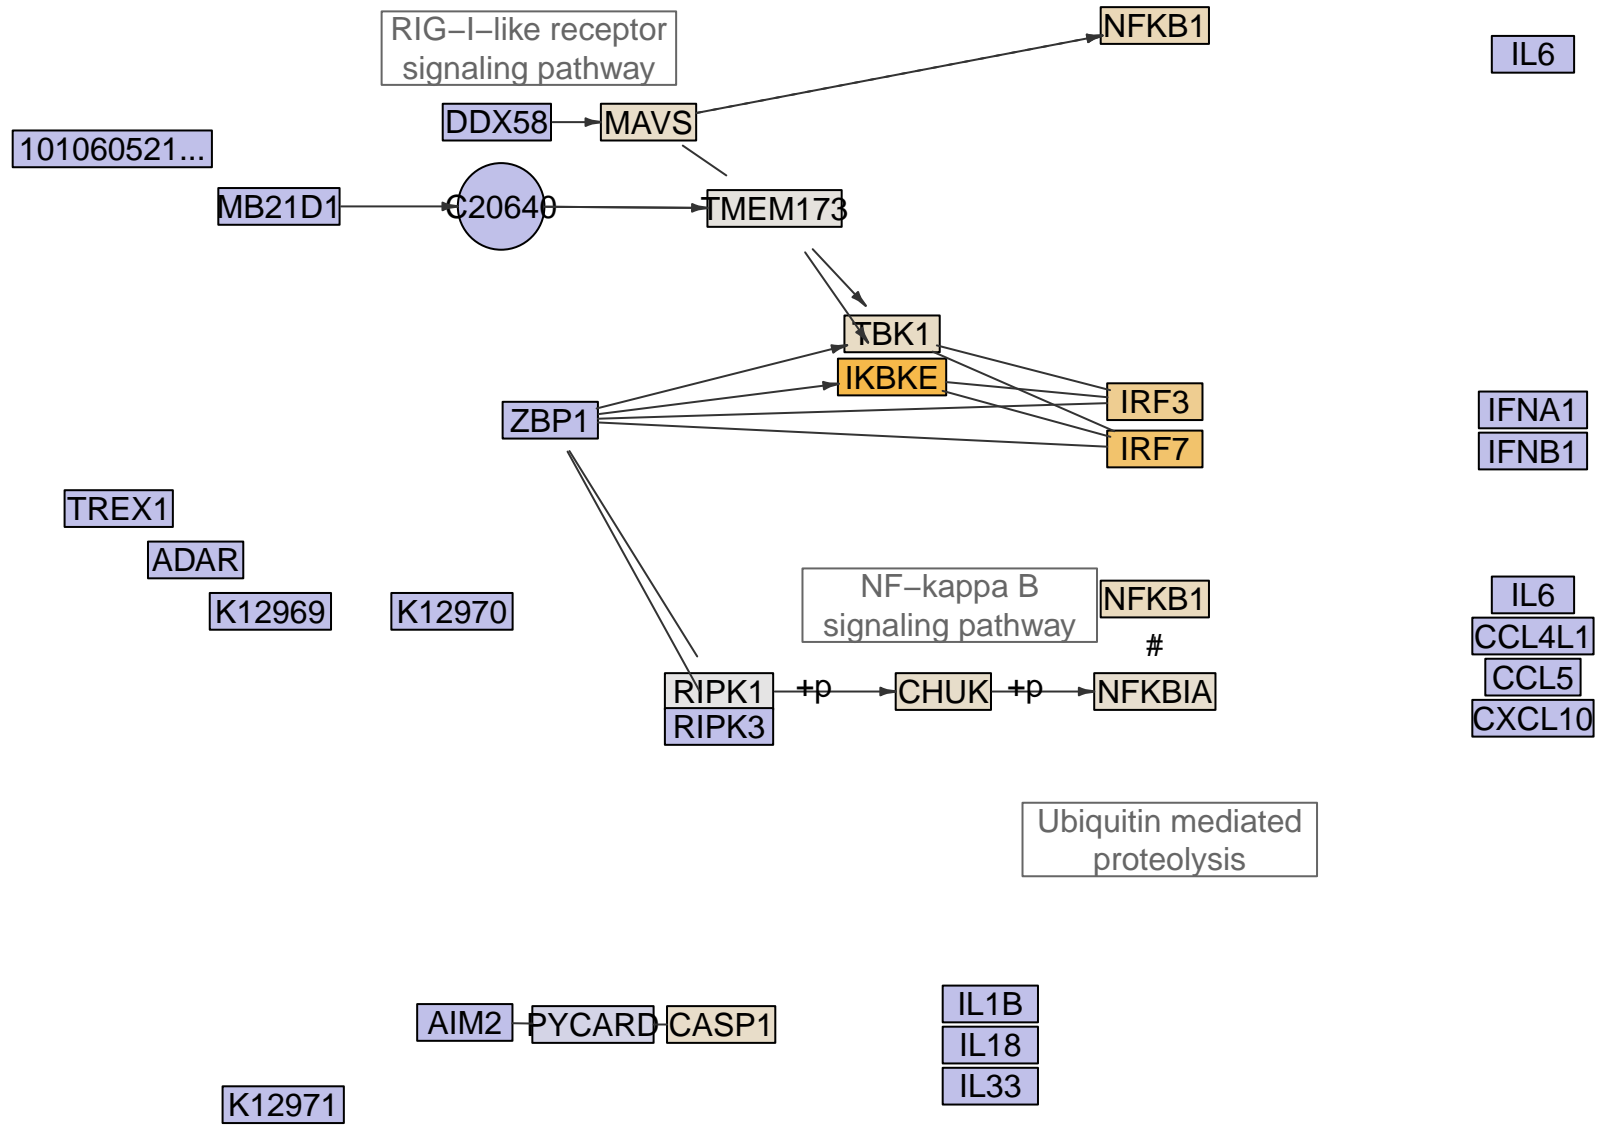 RIG–I–like receptor
signaling pathway
NFKB1
IL6
DDX58
MAVS
101060521...
MB21D1
C20640
TMEM173
TBK1
IKBKE
ZBP1
IRF3
IRF7
IFNA1
IFNB1
TREX1
ADAR
K12969
K12970
NF–kappa B
signaling pathway
NFKB1
#
IL6
CCL4L1
CCL5
CXCL10
RIPK1
+p
CHUK
+p
NFKBIA
RIPK3
Ubiquitin mediated
proteolysis
AIM2
PYCARD
CASP1
IL1B
IL18
IL33
K12971